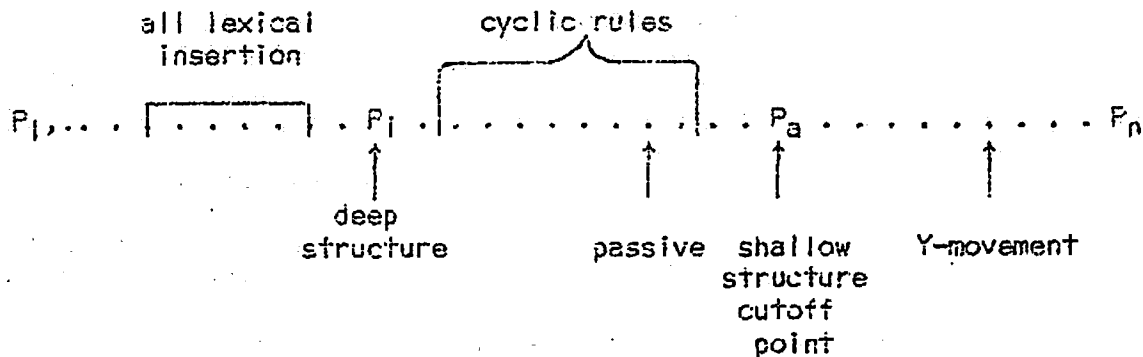 all lexical insertion
cyclic rules
P1,. . . . . . . . . . . Pi . . . . . . . . . . . . . Pa . . . . . . . . . . . . Pn
deep structure
passive
shallow structure cutoff point
Y-movement